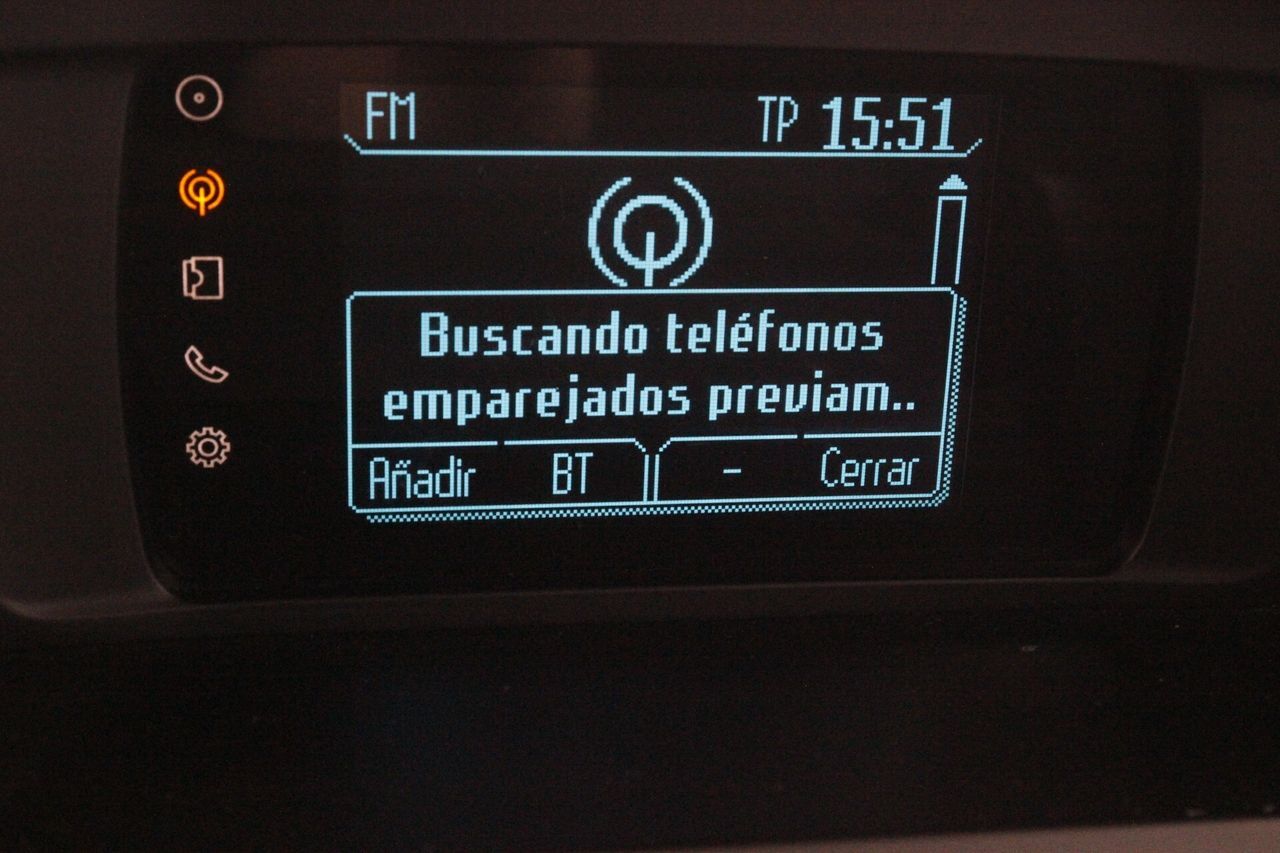 FM TP 15:51
Buscando teléfonos
emparejados previam..
Añadir BT - Cerrar